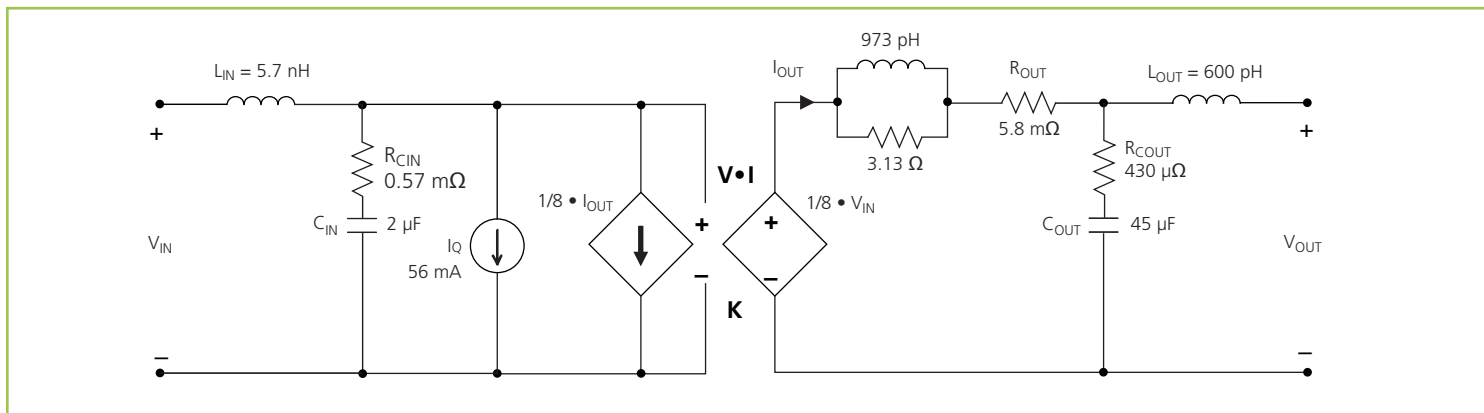 L_IN = 5.7 nH
+
–
V_IN
R_CIN
0.57 mΩ
C_IN
2 µF
I_Q
56 mA
1/8 • I_OUT
+
–
V•I
K
1/8 • V_IN
+
–
I_OUT
973 pH
3.13 Ω
R_OUT
5.8 mΩ
L_OUT = 600 pH
R_COUT
430 µΩ
C_OUT
45 µF
+
–
V_OUT